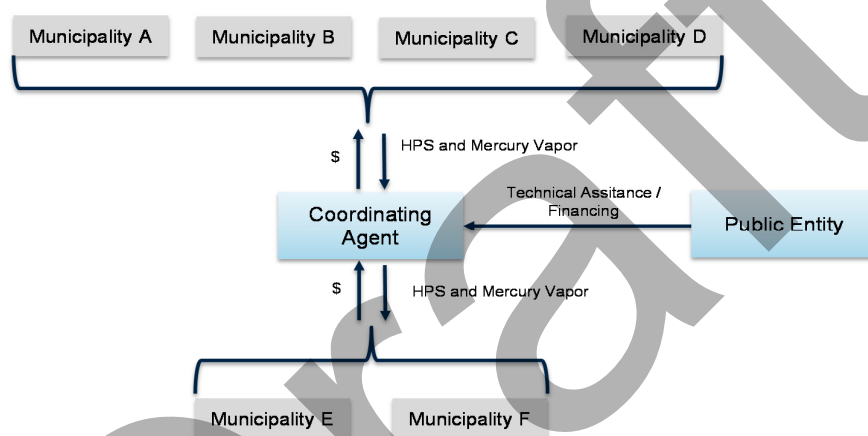 Municipality A
Municipality B
Municipality C
Municipality D
$
HPS and Mercury Vapor
Technical Assitance /
Financing
Coordinating
Agent
Public Entity
$
HPS and Mercury Vapor
Municipality E
Municipality F